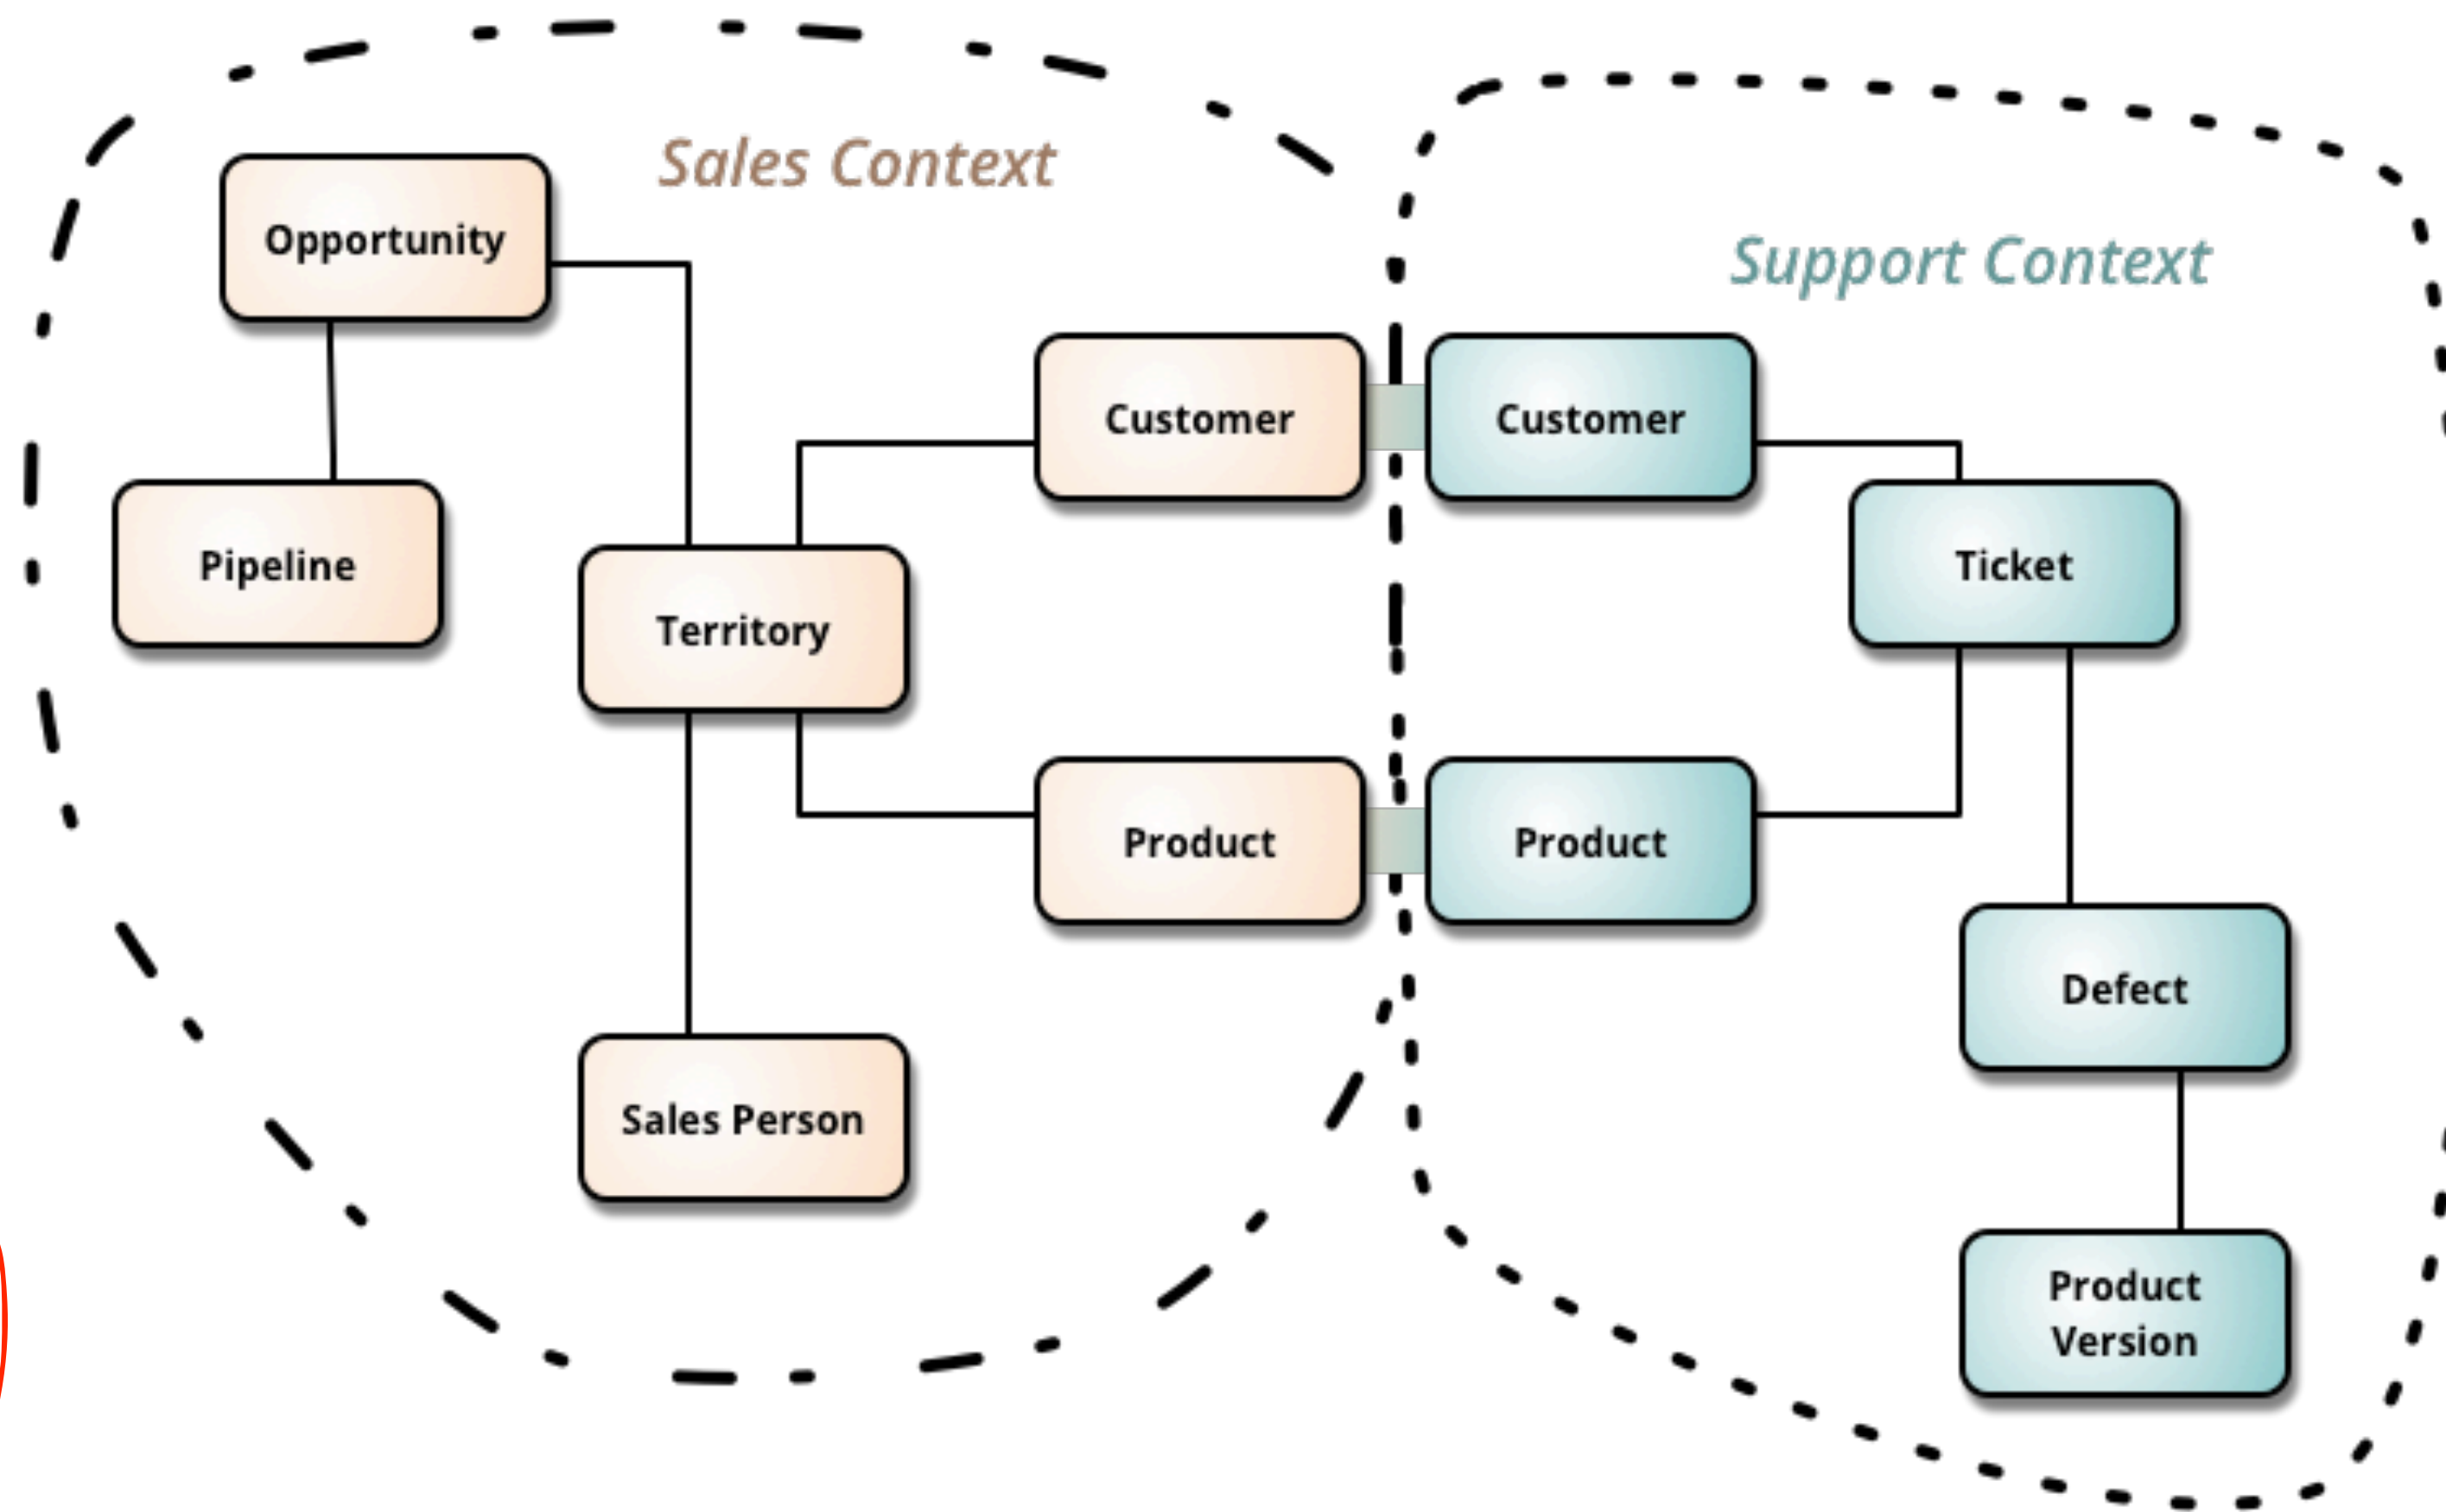 Sales Context
Opportunity
Support Context
Customer
Customer
Pipeline
Ticket
Territory
Product
Product
Defect
Sales Person
Product
Version